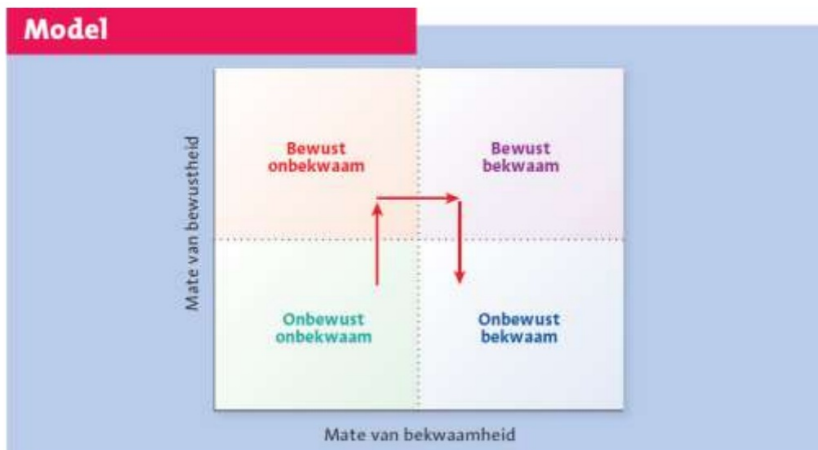 Model
Mate van bewustheid
Bewust
onbekwaam
Bewust
bekwaam
Onbewust
onbekwaam
Onbewust
bekwaam
Mate van bekwaamheid